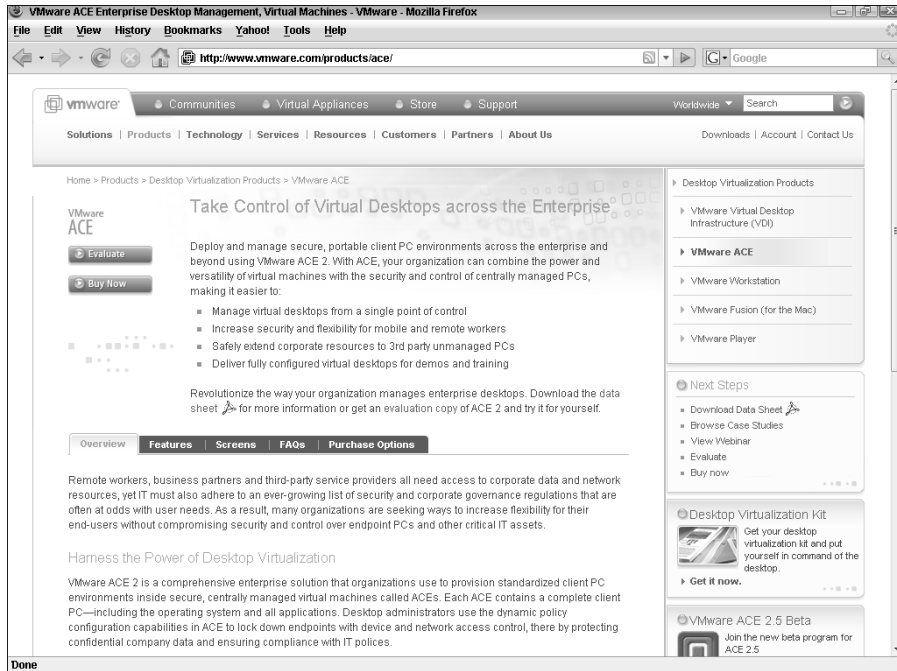 VMware ACE Enterprise Desktop Management, Virtual Machines - VMware - Mozilla Firefox
File Edit View History Bookmarks Yahoo! Tools Help
http://www.vmware.com/products/ace/
G Google
vmware
Communities Virtual Appliances Store Support
Worldwide Search
Solutions | Products | Technology | Services | Resources | Customers | Partners | About Us
Downloads | Account | Contact Us
Home > Products > Desktop Virtualization Products > VMware ACE
VMware
ACE
Evaluate
Buy Now
Take Control of Virtual Desktops across the Enterprise
Deploy and manage secure, portable client PC environments across the enterprise and
beyond using VMware ACE 2. With ACE, your organization can combine the power and
versatility of virtual machines with the security and control of centrally managed PCs,
making it easier to:
Manage virtual desktops from a single point of control
Increase security and flexibility for mobile and remote workers
Safely extend corporate resources to 3rd party unmanaged PCs
Deliver fully configured virtual desktops for demos and training
Revolutionize the way your organization manages enterprise desktops. Download the data
sheet for more information or get an evaluation copy of ACE 2 and try it for yourself.
Overview Features Screens FAQs Purchase Options
Remote workers, business partners and third-party service providers all need access to corporate data and network
resources, yet IT must also adhere to an ever-growing list of security and corporate governance regulations that are
often at odds with user needs. As a result, many organizations are seeking ways to increase flexibility for their
end-users without compromising security and control over endpoint PCs and other critical IT assets.
Harness the Power of Desktop Virtualization
VMware ACE 2 is a comprehensive enterprise solution that organizations use to provision standardized client PC
environments inside secure, centrally managed virtual machines called ACEs. Each ACE contains a complete client
PC—including the operating system and all applications. Desktop administrators use the dynamic policy
configuration capabilities in ACE to lock down endpoints with device and network access control, there by protecting
confidential company data and ensuring compliance with IT polices.
Desktop Virtualization Products
VMware Virtual Desktop
Infrastructure (VDI)
VMware ACE
VMware Workstation
VMware Fusion (for the Mac)
VMware Player
Next Steps
Download Data Sheet
Browse Case Studies
View Webinar
Evaluate
Buy now
Desktop Virtualization Kit
Get your desktop
virtualization kit and put
yourself in command of the
desktop.
Get it now.
VMware ACE 2.5 Beta
Join the new beta program for
ACE 2.5
Done